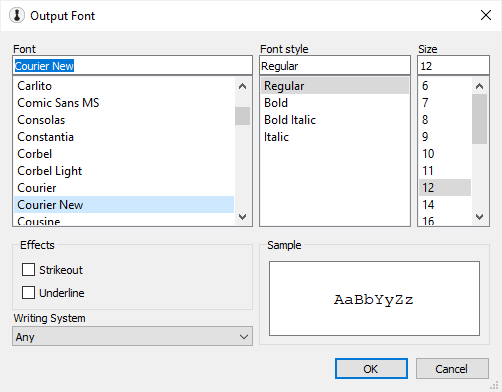 Output Font
Font
Font style
Size
Courier New
Regular
12
Carlito
Comic Sans MS
Consolas
Constantia
Corbel
Corbel Light
Courier
Courier New
Cousine
Regular
Bold
Bold Italic
Italic
6
7
8
9
10
11
12
14
16
Effects
Strikeout
Underline
Writing System
Any
Sample
AaBbYyZz
OK
Cancel